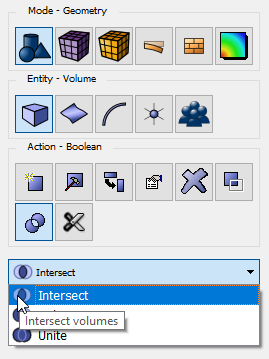 Mode - Geometry
Entity - Volume
Action - Boolean
Intersect
Intersect
Intersect volumes
Unite